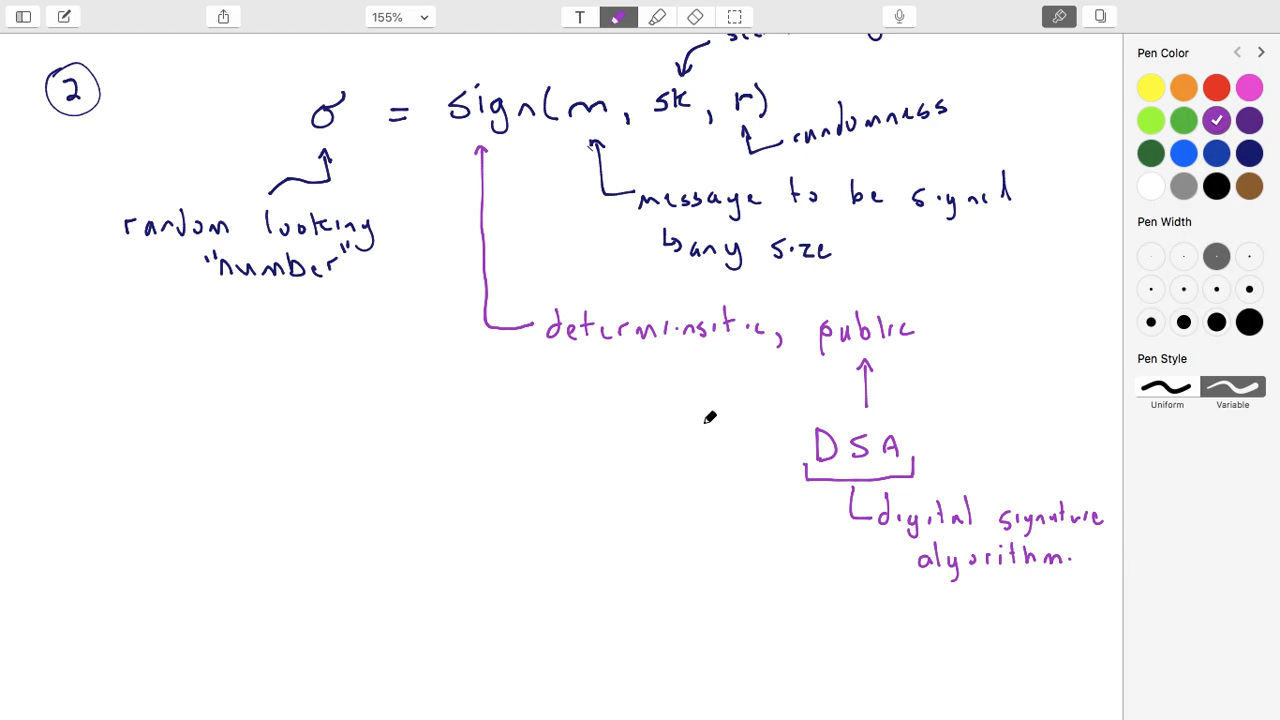 155%
T
Pen Color
②
σ = sign(m, sk, r)
randomness
message to be signed
↳ any size
random looking
"number"
Pen Width
determinsitic, public
Pen Style
Uniform
Variable
DSA
digital signature
algorithm.